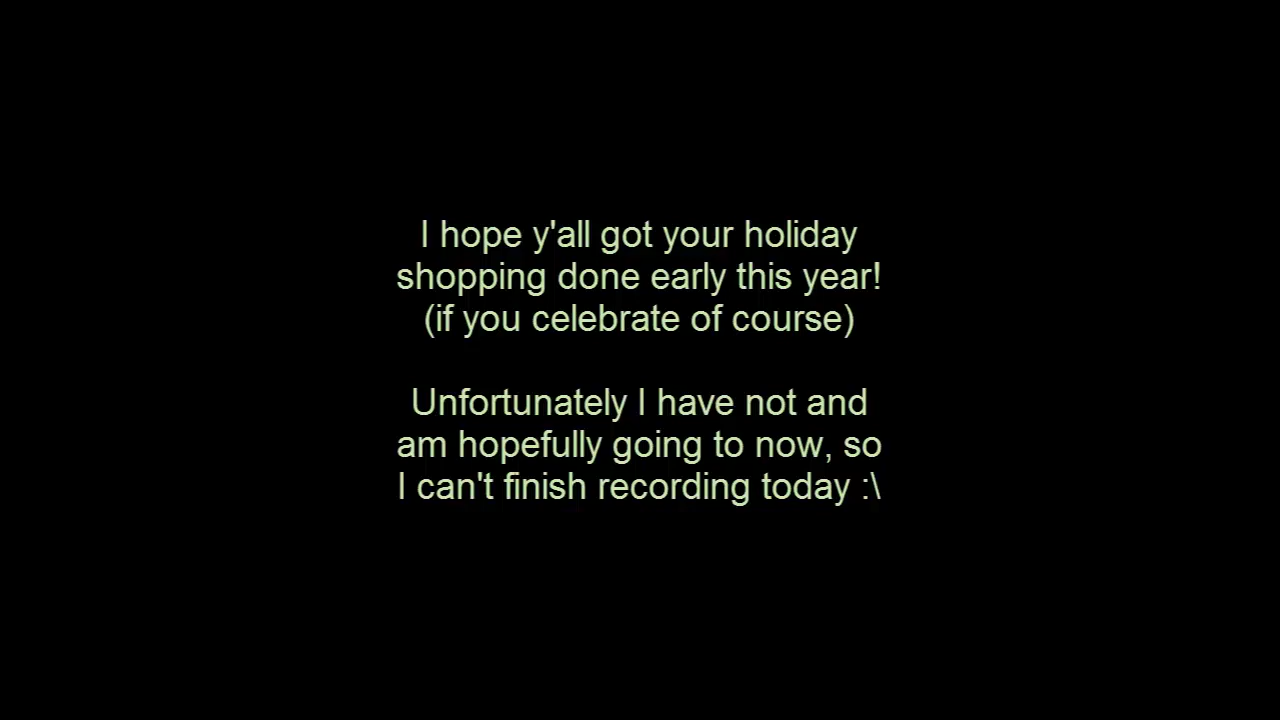 I hope y'all got your holiday
shopping done early this year!
(if you celebrate of course)
Unfortunately I have not and
am hopefully going to now, so
I can't finish recording today :\